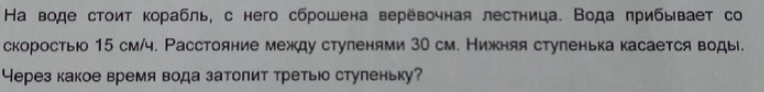 На воде стоит корабль, с него сброшена верёвочная лестница. Вода прибывает со
скоростью 15 см/ч. Расстояние между ступенями 30 см. Нижняя ступенька касается воды.
Через какое время вода затопит третью ступеньку?